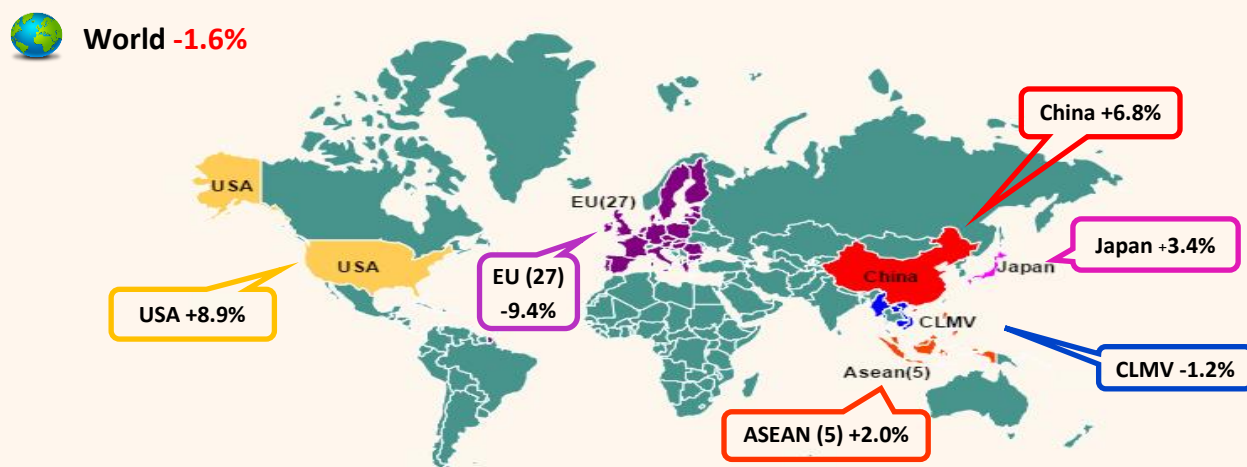 World -1.6%
China +6.8%
USA
EU(27)
Japan +3.4%
USA
EU (27)
-9.4%
China
Japan
USA +8.9%
CLMV
Asean(5)
CLMV -1.2%
ASEAN (5) +2.0%